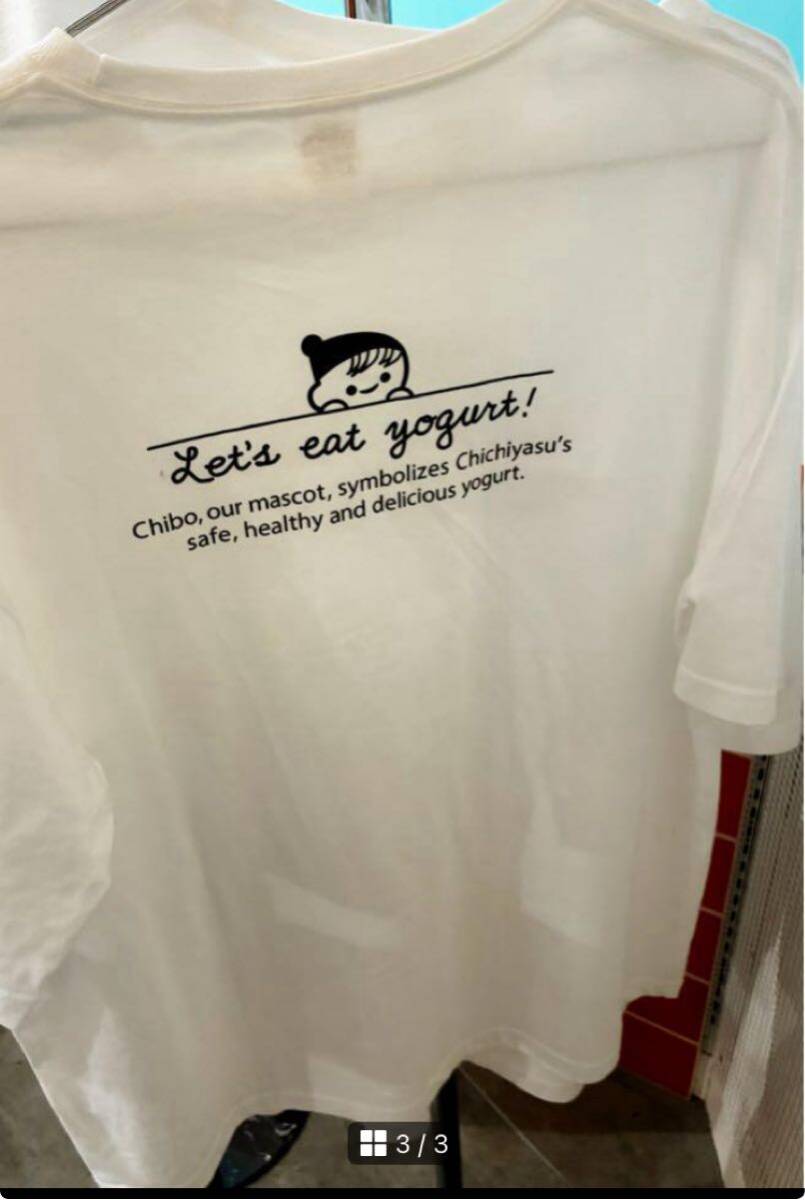 Let's eat yogurt!
Chibo, our mascot, symbolizes Chichiyasu's
safe, healthy and delicious yogurt.
3 / 3